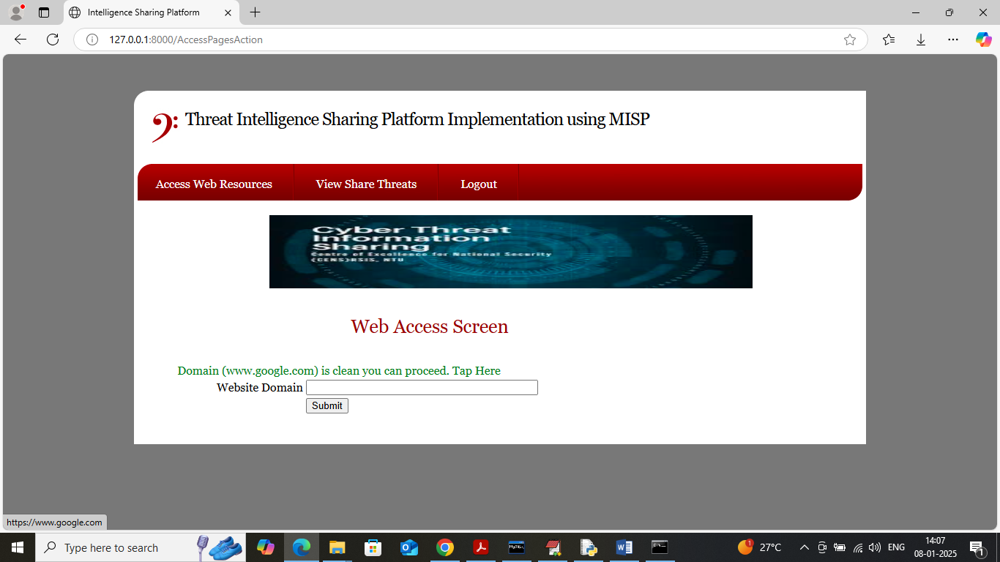 Intelligence Sharing Platform
127.0.0.1:8000/AccessPagesAction
Threat Intelligence Sharing Platform Implementation using MISP
Access Web Resources
View Share Threats
Logout
Cyber Threat
Information
Sharing
Centre of Excellence for National Security
(CENS)RSIS, NTU
Web Access Screen
Domain (www.google.com) is clean you can proceed. Tap Here
Website Domain
Submit
https://www.google.com
Type here to search
MySQL
1
27°C
ENG
14:07
08-01-2025
1